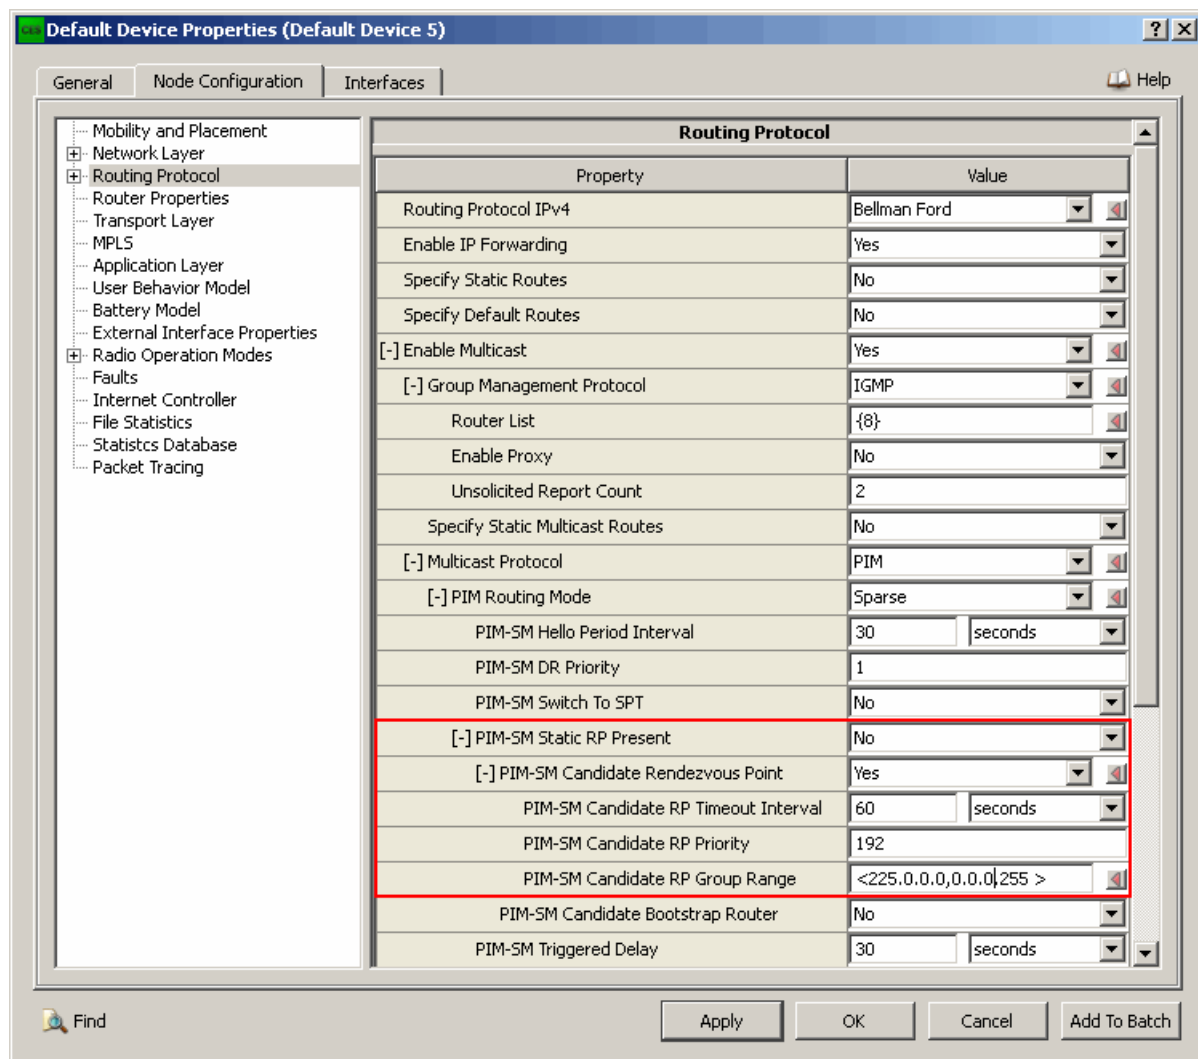 CES Default Device Properties (Default Device 5)
General Node Configuration Interfaces Help
Mobility and Placement
Network Layer
Routing Protocol
Router Properties
Transport Layer
MPLS
Application Layer
User Behavior Model
Battery Model
External Interface Properties
Radio Operation Modes
Faults
Internet Controller
File Statistics
Statistcs Database
Packet Tracing
Routing Protocol
Property Value
Routing Protocol IPv4 Bellman Ford
Enable IP Forwarding Yes
Specify Static Routes No
Specify Default Routes No
[-] Enable Multicast Yes
[-] Group Management Protocol IGMP
Router List {8}
Enable Proxy No
Unsolicited Report Count 2
Specify Static Multicast Routes No
[-] Multicast Protocol PIM
[-] PIM Routing Mode Sparse
PIM-SM Hello Period Interval 30 seconds
PIM-SM DR Priority 1
PIM-SM Switch To SPT No
[-] PIM-SM Static RP Present No
[-] PIM-SM Candidate Rendezvous Point Yes
PIM-SM Candidate RP Timeout Interval 60 seconds
PIM-SM Candidate RP Priority 192
PIM-SM Candidate RP Group Range <225.0.0.0,0.0.0.255 >
PIM-SM Candidate Bootstrap Router No
PIM-SM Triggered Delay 30 seconds
Find Apply OK Cancel Add To Batch